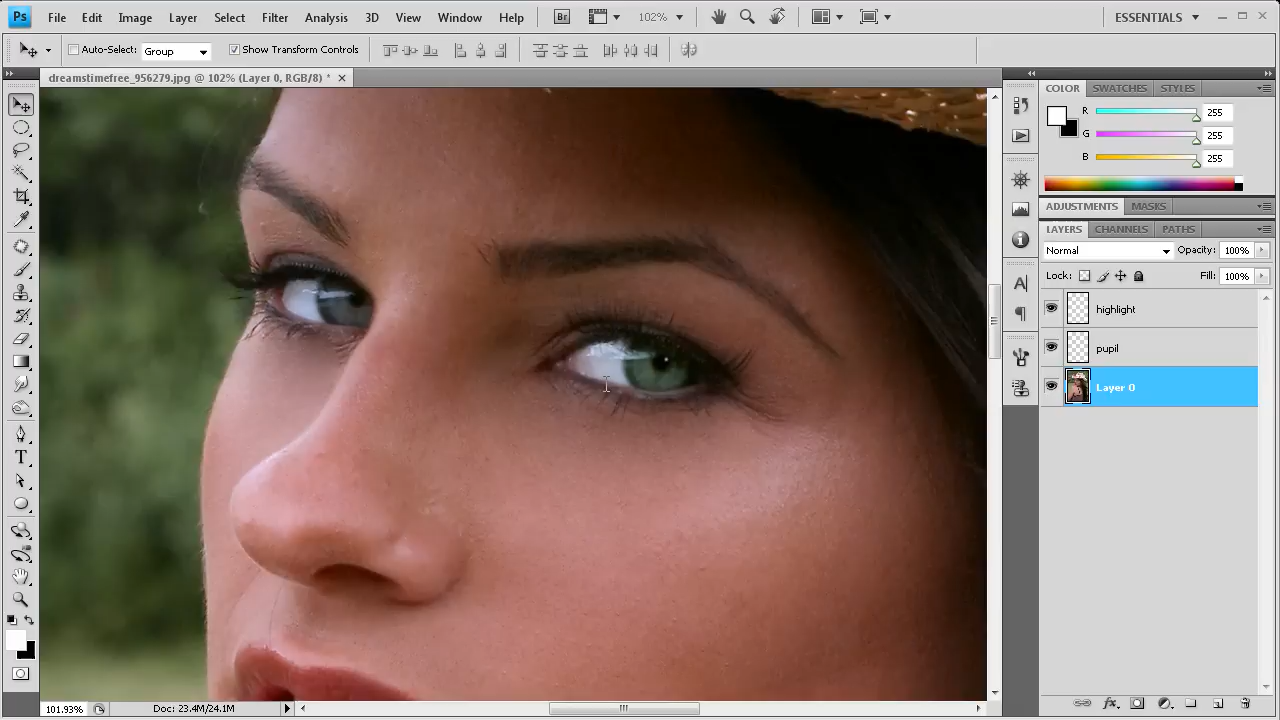 Ps File Edit Image Layer Select Filter Analysis 3D View Window Help Br 102% ESSENTIALS
Auto-Select: Group Show Transform Controls
dreamstimefree_956279.jpg @ 102% (Layer 0, RGB/8) *
COLOR SWATCHES STYLES
R 255
G 255
B 255
ADJUSTMENTS MASKS
LAYERS CHANNELS PATHS
Normal Opacity: 100%
Lock: Fill: 100%
highlight
pupil
Layer 0
101.93% Doc: 23.4M/24.1M